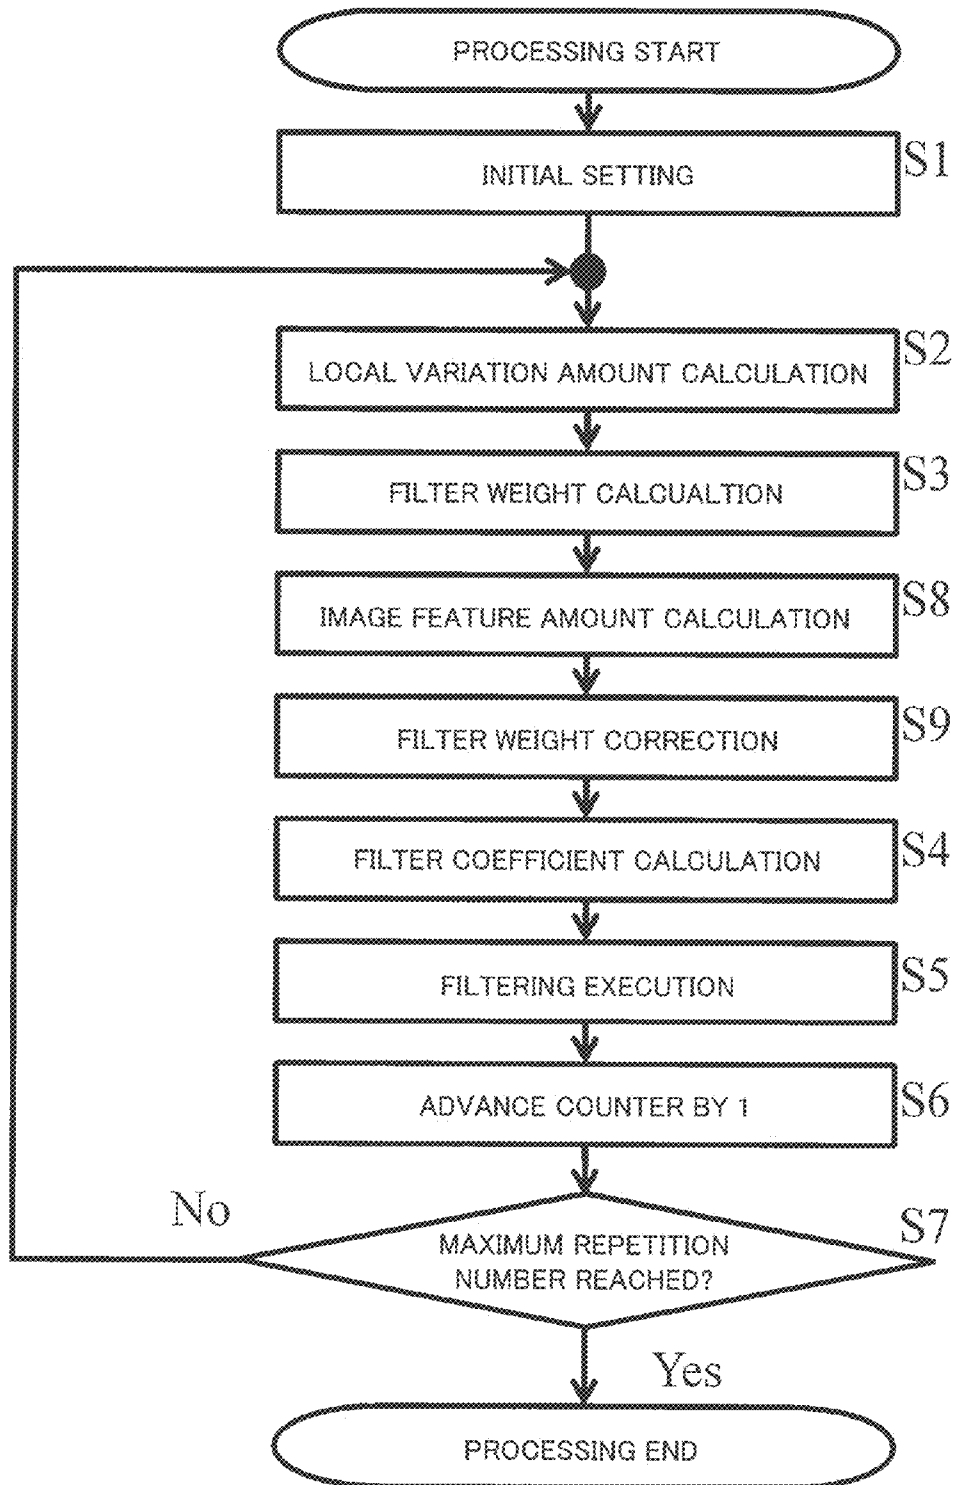 PROCESSING START
INITIAL SETTING
S1
LOCAL VARIATION AMOUNT CALCULATION
S2
FILTER WEIGHT CALCUALTION
S3
IMAGE FEATURE AMOUNT CALCULATION
S8
FILTER WEIGHT CORRECTION
S9
FILTER COEFFICIENT CALCULATION
S4
FILTERING EXECUTION
S5
ADVANCE COUNTER BY 1
S6
No
MAXIMUM REPETITION
NUMBER REACHED?
S7
Yes
PROCESSING END